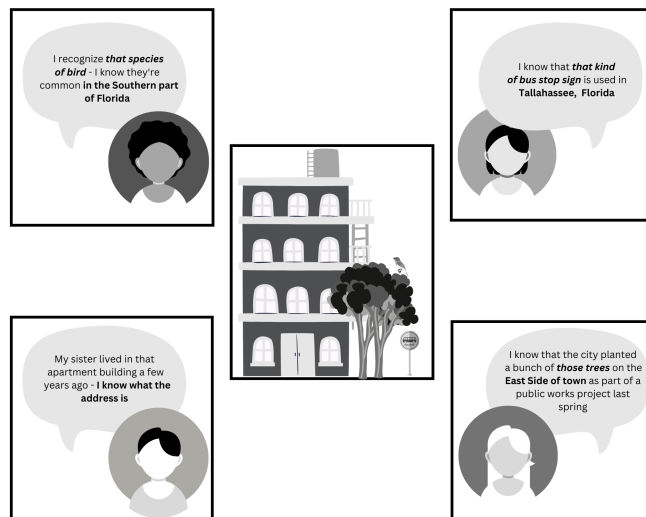 I recognize that species
of bird - I know they're
common in the Southern part
of Florida
I know that that kind
of bus stop sign is used in
Tallahassee, Florida
My sister lived in that
apartment building a few
years ago - I know what the
address is
I know that the city planted
a bunch of those trees on the
East Side of town as part of a
public works project last
spring